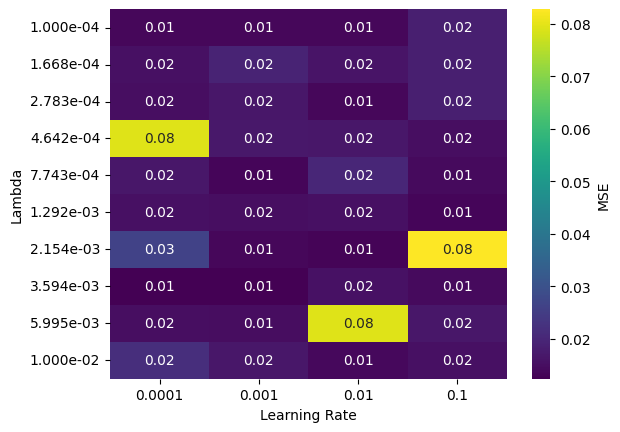 1.000e-04 0.01 0.01 0.01 0.02
1.668e-04 0.02 0.02 0.02 0.02
2.783e-04 0.02 0.02 0.01 0.02
4.642e-04 0.08 0.02 0.02 0.02
7.743e-04 0.02 0.01 0.02 0.01
1.292e-03 0.02 0.02 0.02 0.01
2.154e-03 0.03 0.01 0.01 0.08
3.594e-03 0.01 0.01 0.02 0.01
5.995e-03 0.02 0.01 0.08 0.02
1.000e-02 0.02 0.02 0.01 0.02
0.0001 0.001 0.01 0.1
Learning Rate
Lambda
0.08
0.07
0.06
0.05
0.04
0.03
0.02
MSE